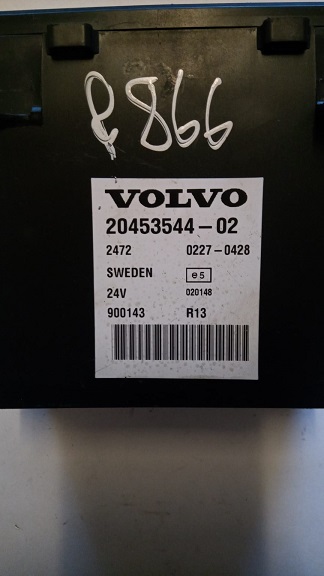 8866
VOLVO
20453544-02
2472 0227-0428
SWEDEN e5
24V 020148
900143 R13